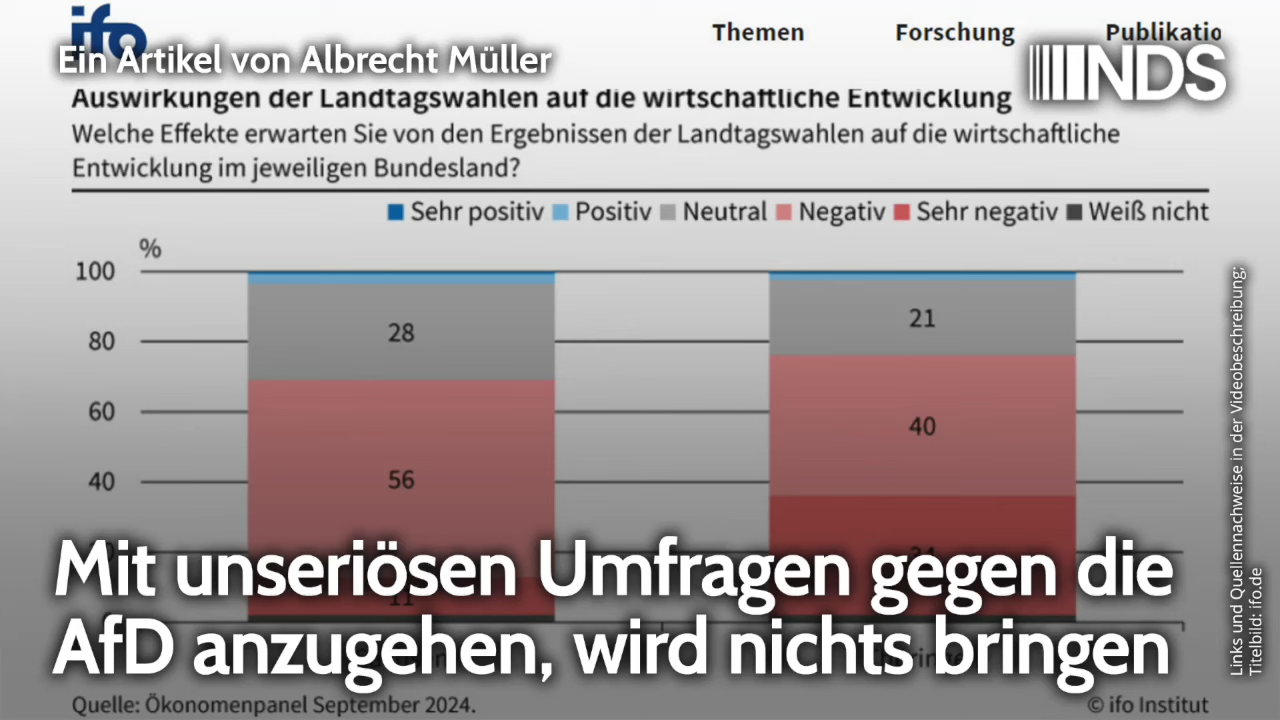 ifo
Themen Forschung Publikatio
Ein Artikel von Albrecht Müller
NDS
Auswirkungen der Landtagswahlen auf die wirtschaftliche Entwicklung
Welche Effekte erwarten Sie von den Ergebnissen der Landtagswahlen auf die wirtschaftliche
Entwicklung im jeweiligen Bundesland?
Sehr positiv Positiv Neutral Negativ Sehr negativ Weiß nicht
%
100
28 21
80
60
40 40
56
40
34
11
Mit unseriösen Umfragen gegen die
AfD anzugehen, wird nichts bringen
Quelle: Ökonomenpanel September 2024.
© ifo Institut
Links und Quellennachweise in der Videobeschreibung;
Titelbild: ifo.de